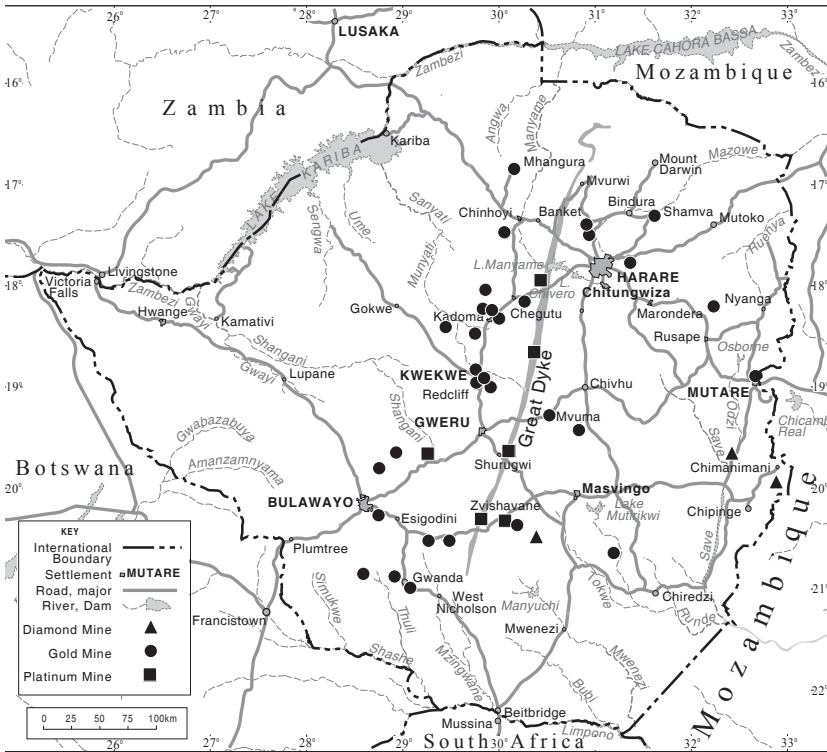 26° 27° 28° 29° 30° 31° 32° 33°
LUSAKA
LAKE CAHORA BASSA
Zambezi
Zambezi
Mozambique
16° 16°
Zambia
Angwa
Manyame
Kariba
LAKE KARIBA
Mhangura
Mount
Darwin
Mazowe
17° 17°
Mvurwi
Sanyati
Sengwa
Ume
Chinhoyi
Banket
Bindura
Shamva
Mutoko
Ruenya
Munyati
L.Manyame
HARARE
Livingstone
Victoria
Falls
18° 18°
L.
Chivero
Chitungwiza
Zambezi
Gwayi
Hwange
Kamativi
Gokwe
Kadoma
Chegutu
Marondera
Nyanga
Rusape
Osborne
Shangani
Lupane
Gwayi
KWEKWE
Redcliff
Great Dyke
Chivhu
19° 19°
MUTARE
Shangani
GWERU
Mvuma
Save
Odzi
Chicamba
Real
Gwabazabuya
Amanzamnyama
Shurugwi
Chimanimani
Botswana
20° 20°
BULAWAYO
Zvishavane
Masvingo
Lake
Mutirikwi
Chipinge
Esigodini
Plumtree
Save
Mozambique
KEY
International
Boundary
Settlement MUTARE
Road, major
River, Dam
Diamond Mine
Gold Mine
Platinum Mine
0 25 50 75 100km
Simukwe
Gwanda
West
Nicholson
Tokwe
Manyuchi
Chiredzi
Runde
21° 21°
Francistown
Thuli
Mwenezi
Shashe
Mzingwane
Mwenezi
Bubi
22° 22°
Beitbridge
Mussina
Limpopo
South Africa
26° 27° 28° 29° 30° 31° 32° 33°